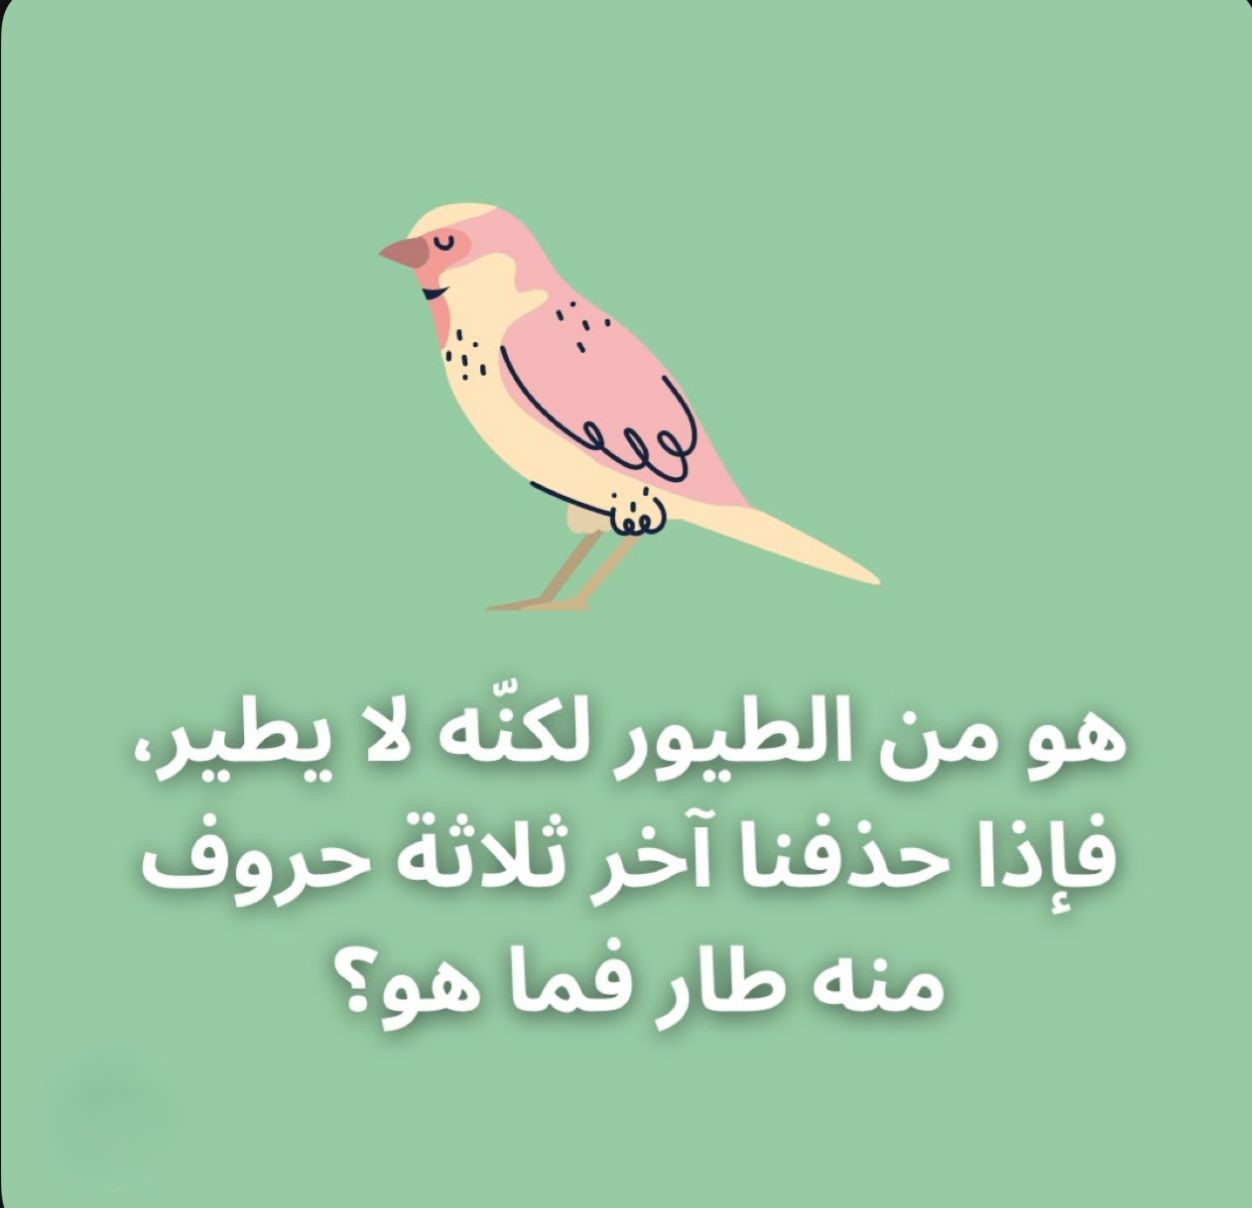 هو من الطيور لكنّه لا يطير،
فإذا حذفنا آخر ثلاثة حروف
منه طار فما هو؟